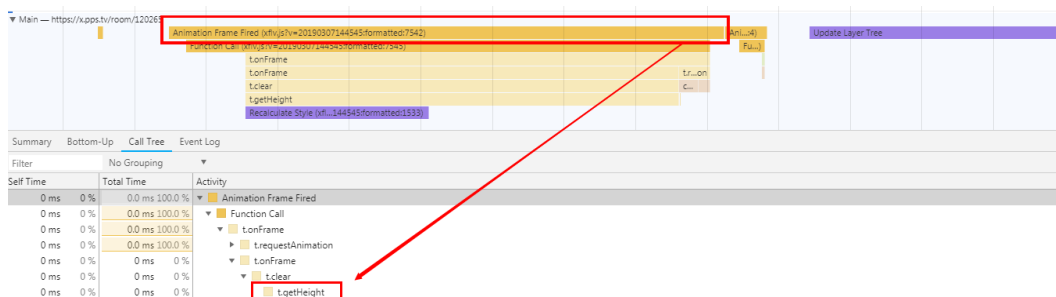 ▼ Main — https://x.pps.tv/room/120265
Animation Frame Fired (xflv.js?v=20190307144545:formatted:7542) Ani...:4) Update Layer Tree
Function Call (xflv.js?v=20190307144545:formatted:7545) Fu...)
t.onFrame
t.onFrame t.r...on
t.clear c...
t.getHeight
Recalculate Style (xfl...144545:formatted:1533)
Summary Bottom-Up Call Tree Event Log
Filter No Grouping ▼
Self Time Total Time Activity
0 ms 0 % 0.0 ms 100.0 % ▼ Animation Frame Fired
0 ms 0 % 0.0 ms 100.0 % ▼ Function Call
0 ms 0 % 0.0 ms 100.0 % ▼ t.onFrame
0 ms 0 % 0.0 ms 100.0 % ▶ t.requestAnimation
0 ms 0 % 0 ms 0 % ▼ t.onFrame
0 ms 0 % 0 ms 0 % ▼ t.clear
0 ms 0 % 0 ms 0 % t.getHeight